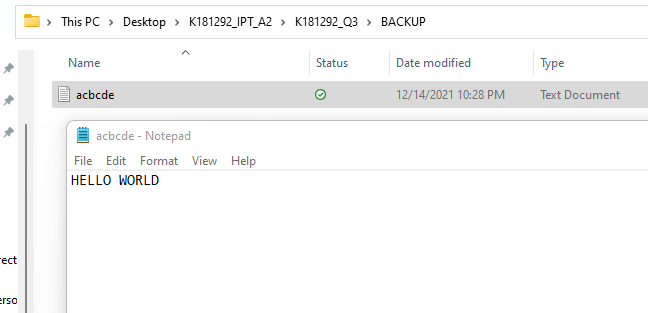 This PC > Desktop > K181292_IPT_A2 > K181292_Q3 > BACKUP
Name Status Date modified Type
acbcde 12/14/2021 10:28 PM Text Document
acbcde - Notepad
File Edit Format View Help
HELLO WORLD
rect
erso